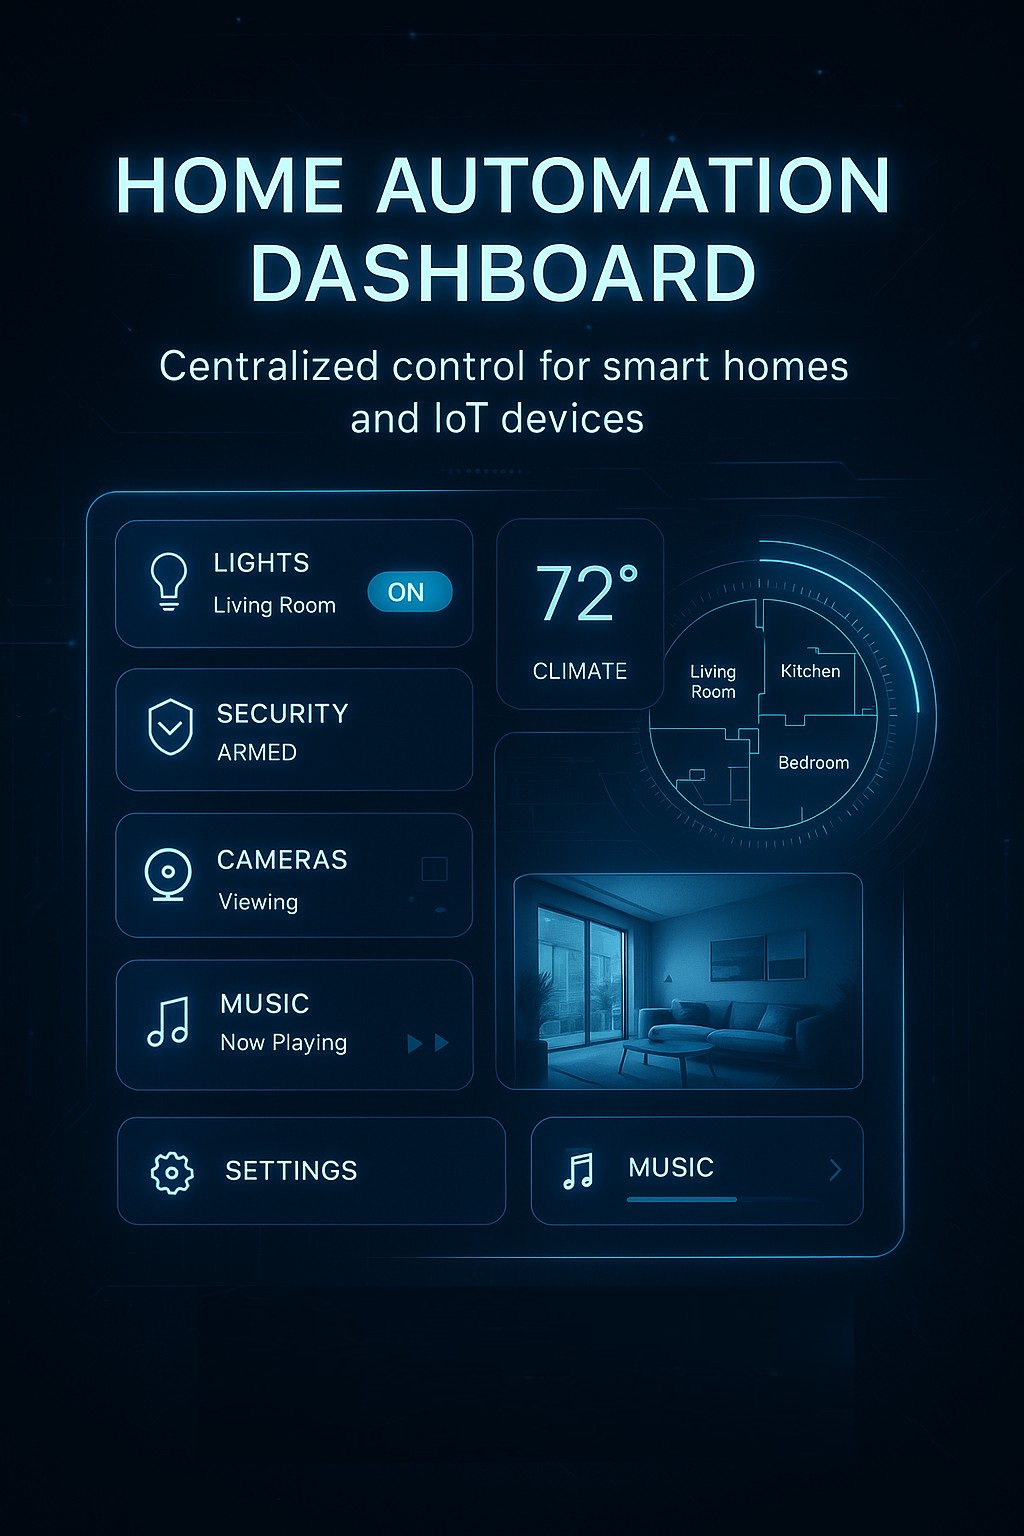 HOME AUTOMATION
DASHBOARD
Centralized control for smart homes
and IoT devices
LIGHTS
Living Room
ON
72°
CLIMATE
Living
Room
Kitchen
Bedroom
SECURITY
ARMED
CAMERAS
Viewing
MUSIC
Now Playing
SETTINGS
MUSIC